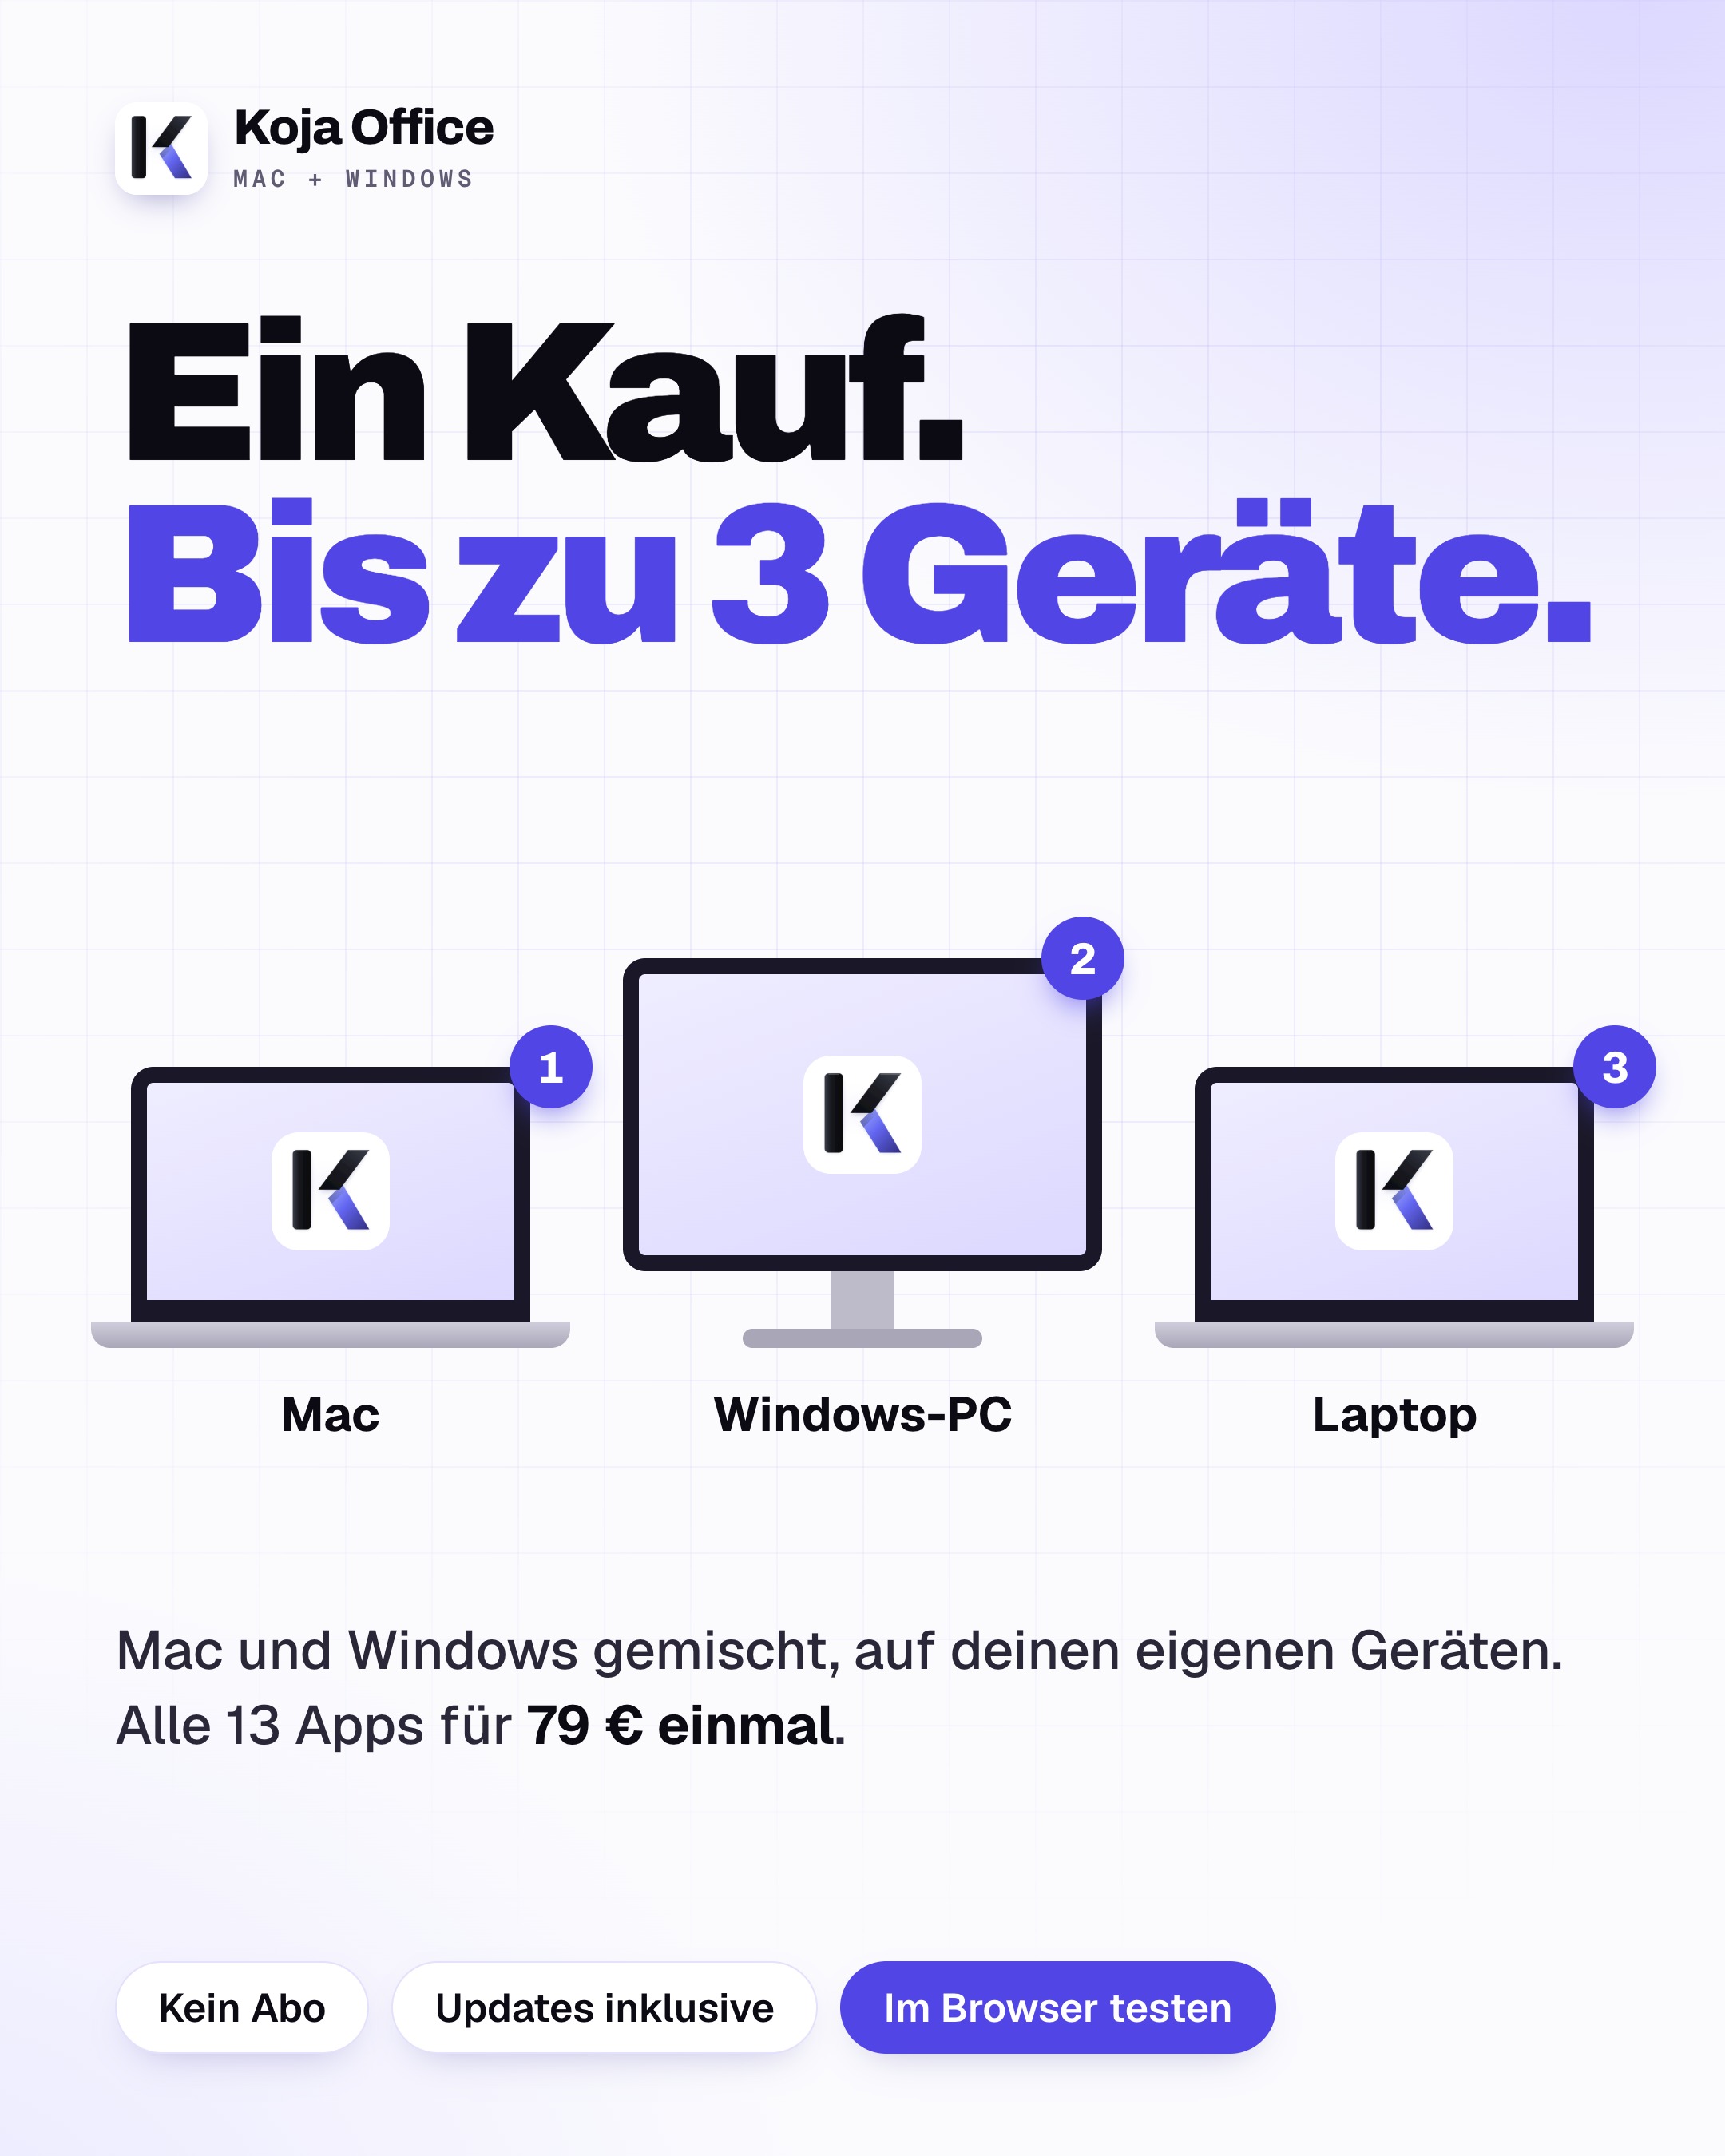 Koja Office
MAC + WINDOWS
Ein Kauf.
Bis zu 3 Geräte.
1
2
3
Mac
Windows-PC
Laptop
Mac und Windows gemischt, auf deinen eigenen Geräten.
Alle 13 Apps für 79 € einmal.
Kein Abo
Updates inklusive
Im Browser testen